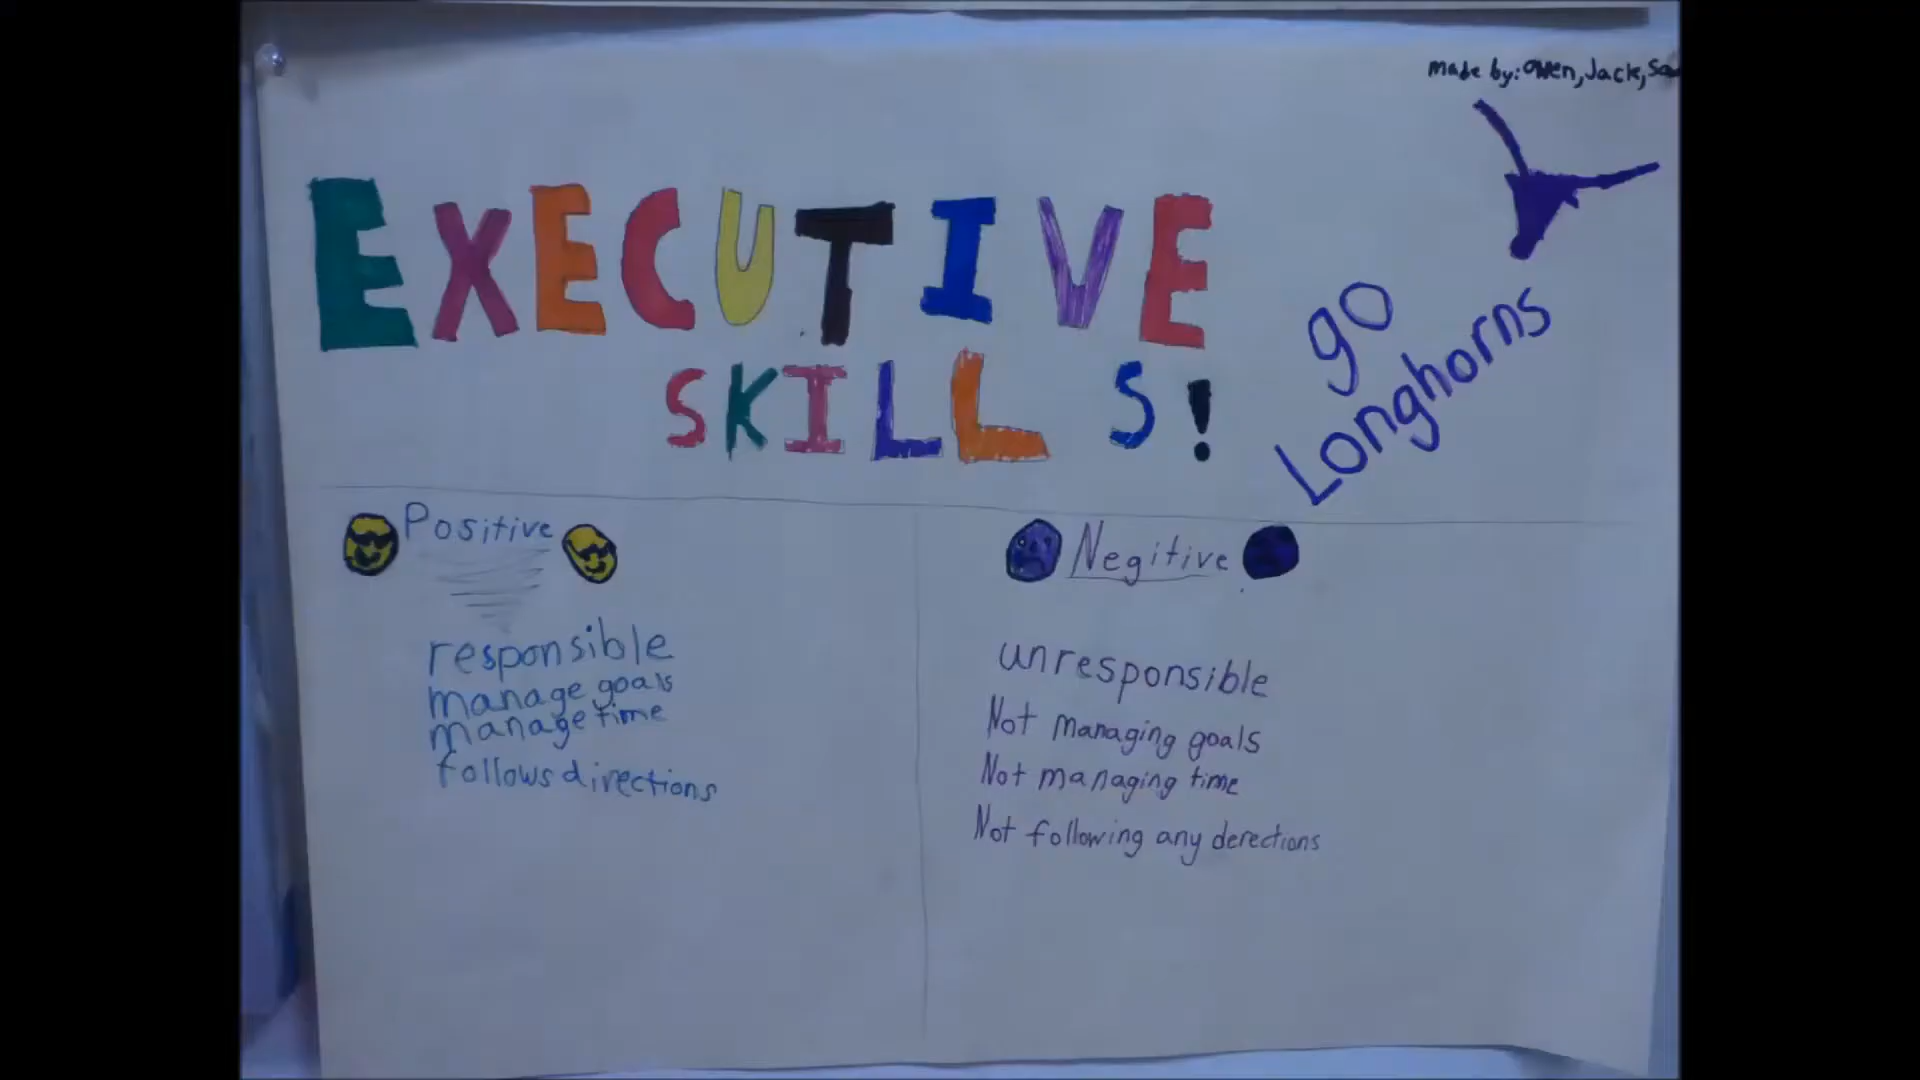 made by: Owen, Jack,
EXECUTIVE
SKILLS!
go
Longhorns
Positive
responsible
manage goals
manage time
follows directions
Negitive
unresponsible
Not managing goals
Not managing time
Not following any derections